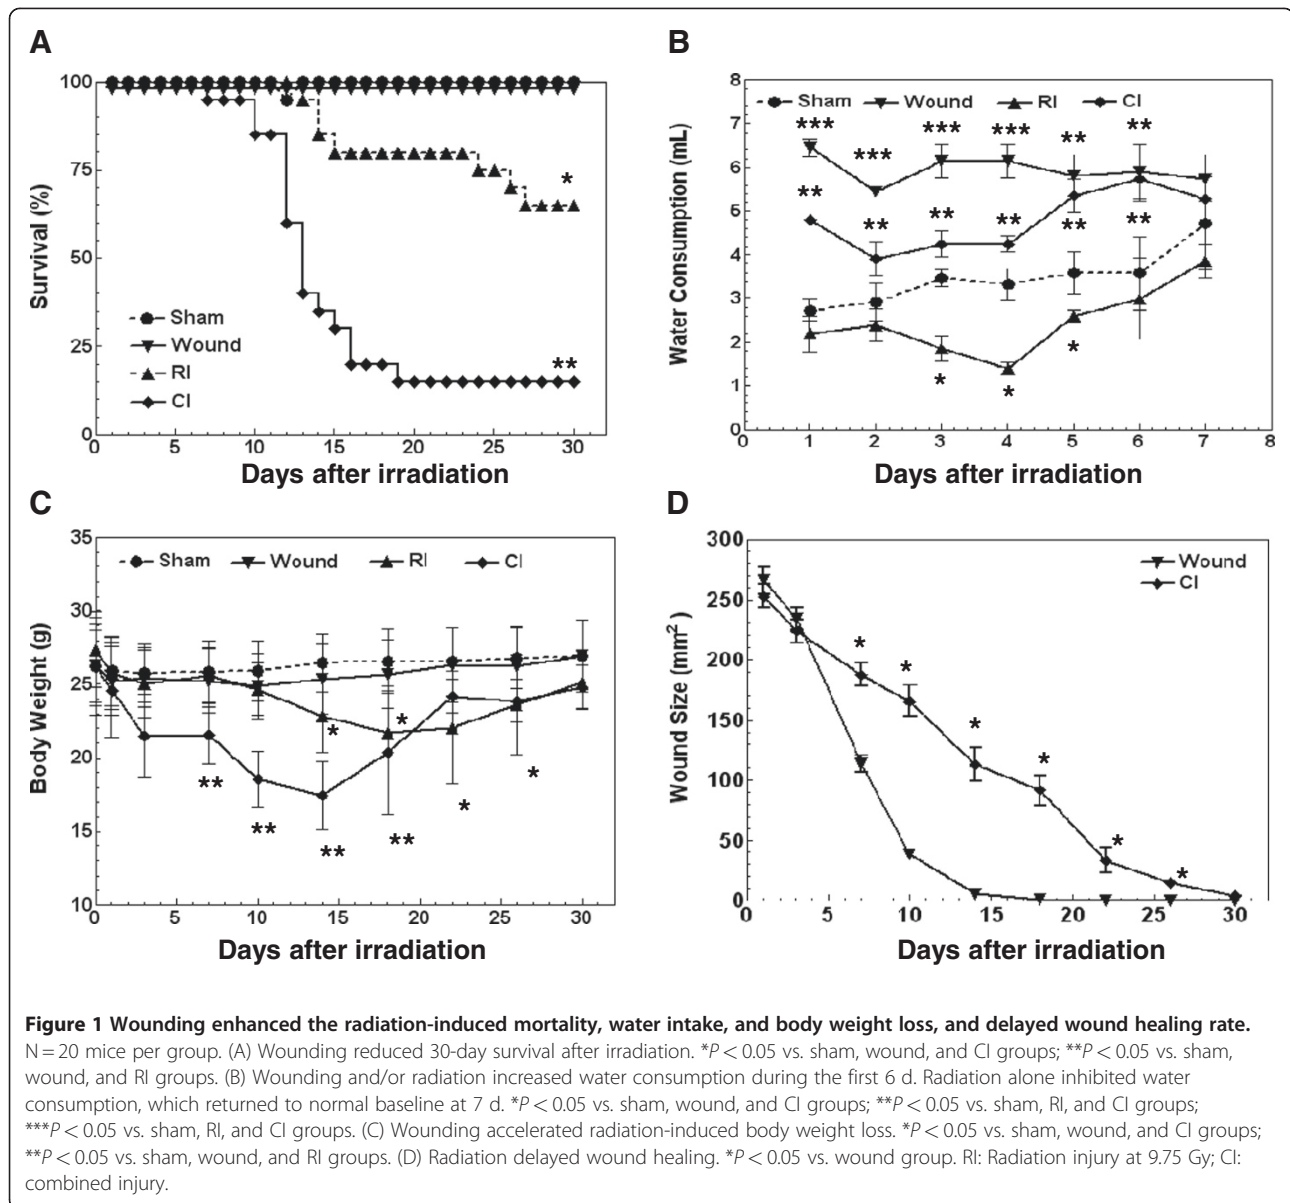 A
100
75
50
25
0
Survival (%)
Sham
Wound
RI
CI
*
**
0 5 10 15 20 25 30
Days after irradiation
B
8
7
6
5
4
3
2
1
0
Water Consumption (mL)
Sham Wound RI CI
*** *** *** *** ** **
** ** ** ** ** **
* * *
0 1 2 3 4 5 6 7 8
Days after irradiation
C
35
30
25
20
15
10
Body Weight (g)
Sham Wound RI CI
* *
** ** ** ** * *
0 5 10 15 20 25 30
Days after irradiation
D
300
250
200
150
100
50
0
Wound Size (mm²)
Wound
CI
* * * * * *
0 5 10 15 20 25 30
Days after irradiation
Figure 1 Wounding enhanced the radiation-induced mortality, water intake, and body weight loss, and delayed wound healing rate.
N = 20 mice per group. (A) Wounding reduced 30-day survival after irradiation. *P < 0.05 vs. sham, wound, and CI groups; **P < 0.05 vs. sham,
wound, and RI groups. (B) Wounding and/or radiation increased water consumption during the first 6 d. Radiation alone inhibited water
consumption, which returned to normal baseline at 7 d. *P < 0.05 vs. sham, wound, and CI groups; **P < 0.05 vs. sham, RI, and CI groups;
***P < 0.05 vs. sham, RI, and CI groups. (C) Wounding accelerated radiation-induced body weight loss. *P < 0.05 vs. sham, wound, and CI groups;
**P < 0.05 vs. sham, wound, and RI groups. (D) Radiation delayed wound healing. *P < 0.05 vs. wound group. RI: Radiation injury at 9.75 Gy; CI:
combined injury.